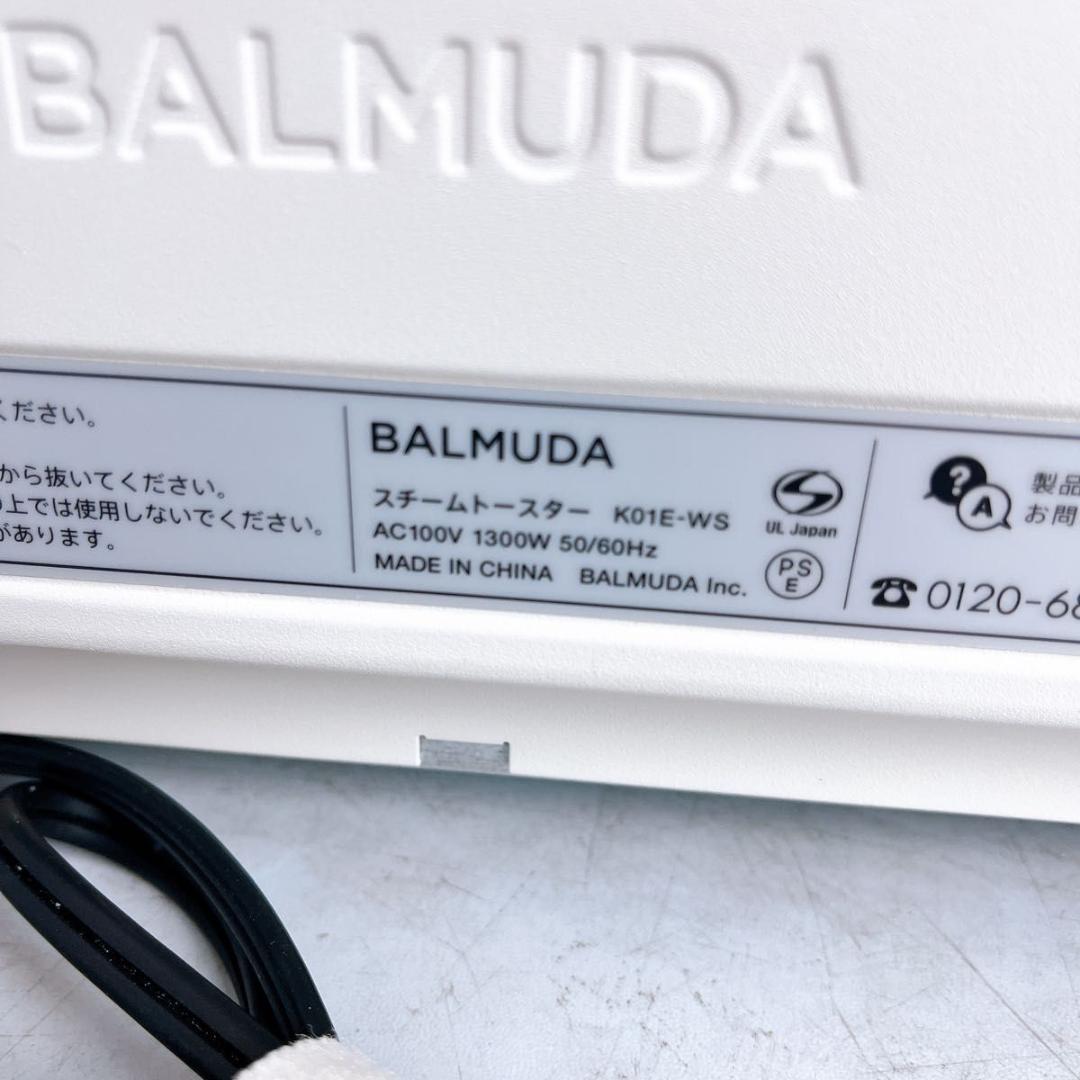 BALMUDA
ください。
から抜いてください。
の上では使用しないでください。
があります。
BALMUDA
スチームトースター K01E-WS
AC100V 1300W 50/60Hz
MADE IN CHINA BALMUDA Inc.
S
UL Japan
PS
E
?
A
製品
お問
0120-68